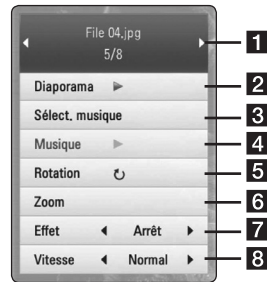 File 04.jpg 1
5/8
Diaporama 2
Sélect. musique 3
Musique 4
Rotation 5
Zoom 6
Effet Arrêt 7
Vitesse Normal 8